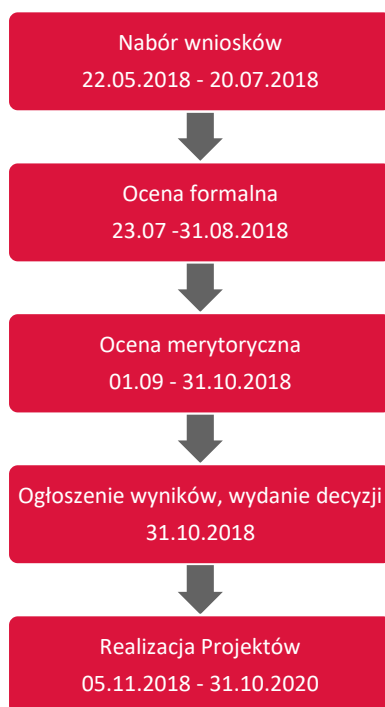 Nabór wniosków
22.05.2018 - 20.07.2018
Ocena formalna
23.07 -31.08.2018
Ocena merytoryczna
01.09 - 31.10.2018
Ogłoszenie wyników, wydanie decyzji
31.10.2018
Realizacja Projektów
05.11.2018 - 31.10.2020